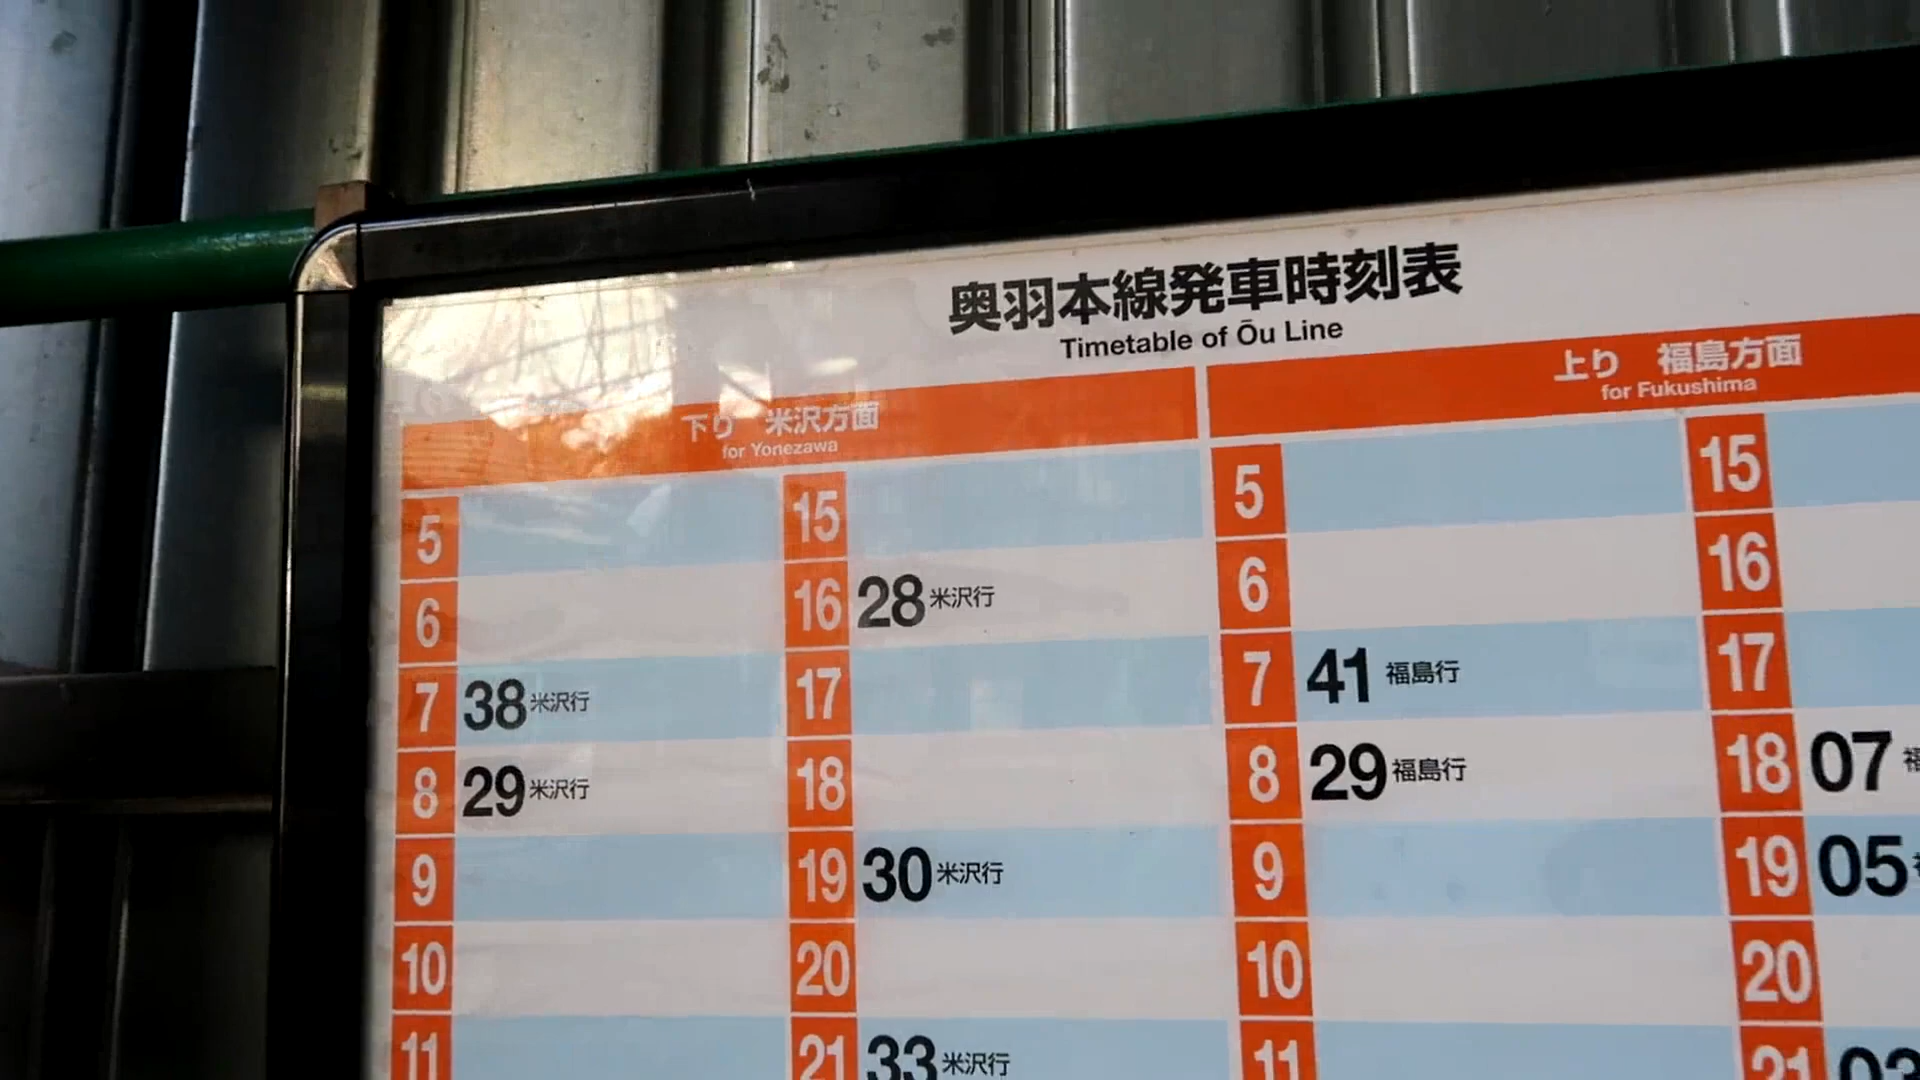 奥羽本線発車時刻表
Timetable of Ōu Line
下り 米沢方面
for Yonezawa
上り 福島方面
for Fukushima
5
6
7 38 米沢行
8 29 米沢行
9
10
11
15
16 28 米沢行
17
18
19 30 米沢行
20
21 33 米沢行
5
6
7 41 福島行
8 29 福島行
9
10
11
15
16
17
18 07
19 05
20
21 03